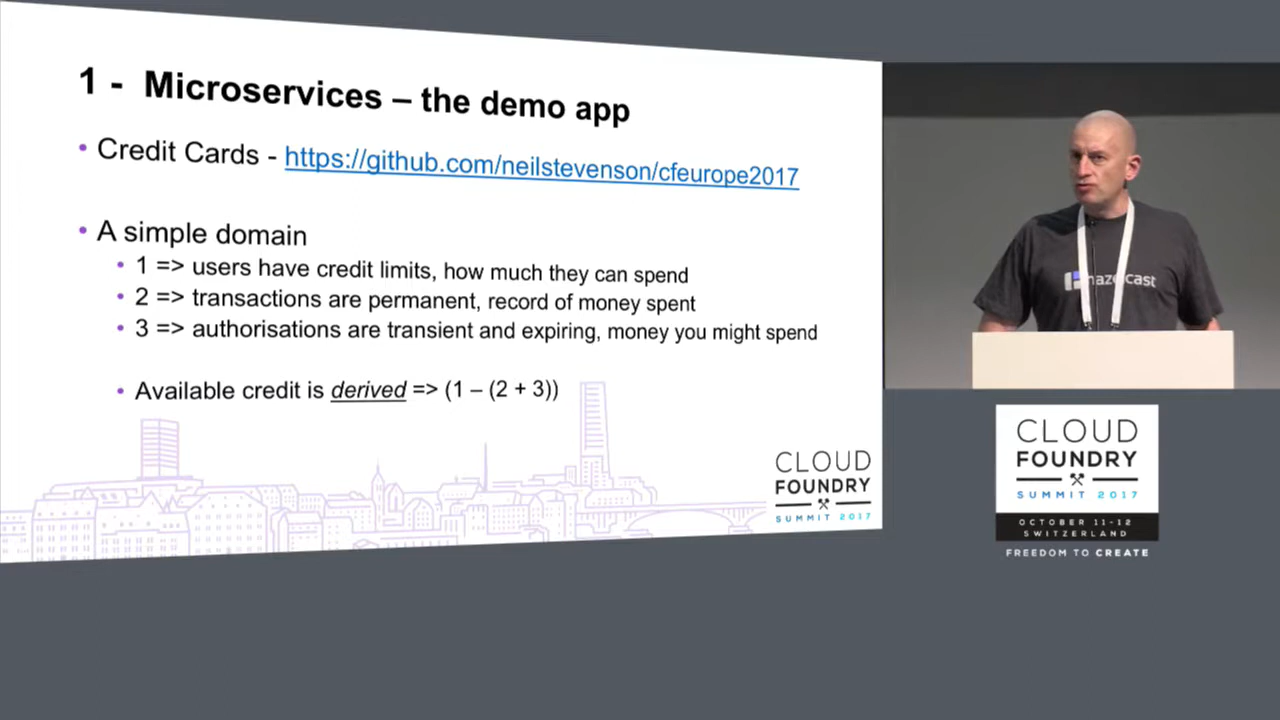 1 - Microservices – the demo app
• Credit Cards - https://github.com/neilstevenson/cfeurope2017
• A simple domain
• 1 => users have credit limits, how much they can spend
• 2 => transactions are permanent, record of money spent
• 3 => authorisations are transient and expiring, money you might spend
• Available credit is derived => (1 – (2 + 3))
CLOUD
FOUNDRY
SUMMIT 2017
hazelcast
CLOUD
FOUNDRY
SUMMIT 2017
OCTOBER 11-12
SWITZERLAND
FREEDOM TO CREATE